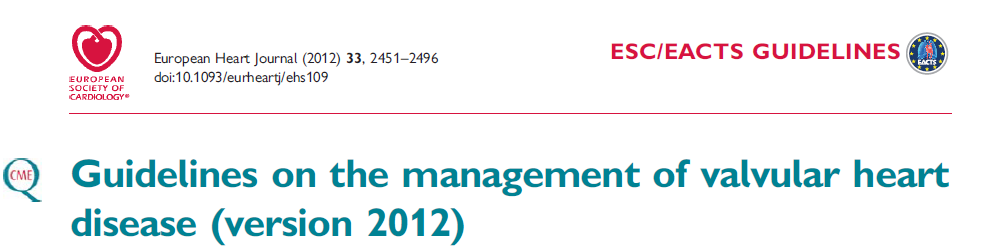 EUROPEAN
SOCIETY OF
CARDIOLOGY®
European Heart Journal (2012) 33, 2451–2496
doi:10.1093/eurheartj/ehs109
ESC/EACTS GUIDELINES
EACTS
CME
Guidelines on the management of valvular heart
disease (version 2012)